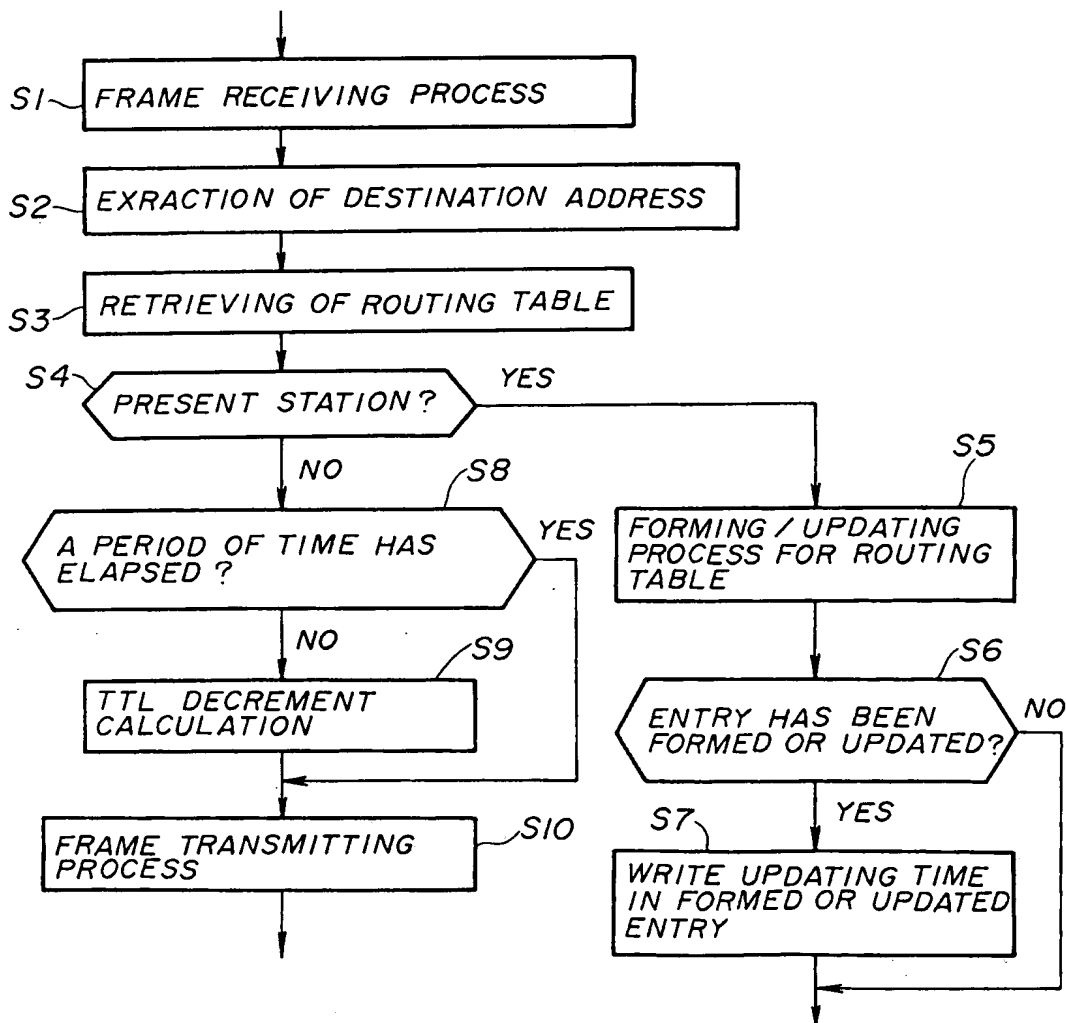 S1
FRAME RECEIVING PROCESS
S2
EXRACTION OF DESTINATION ADDRESS
S3
RETRIEVING OF ROUTING TABLE
S4
PRESENT STATION?
YES
NO
S8
A PERIOD OF TIME HAS
ELAPSED?
YES
NO
S9
TTL DECREMENT
CALCULATION
S10
FRAME TRANSMITTING
PROCESS
S5
FORMING/UPDATING
PROCESS FOR ROUTING
TABLE
S6
ENTRY HAS BEEN
FORMED OR UPDATED?
NO
YES
S7
WRITE UPDATING TIME
IN FORMED OR UPDATED
ENTRY